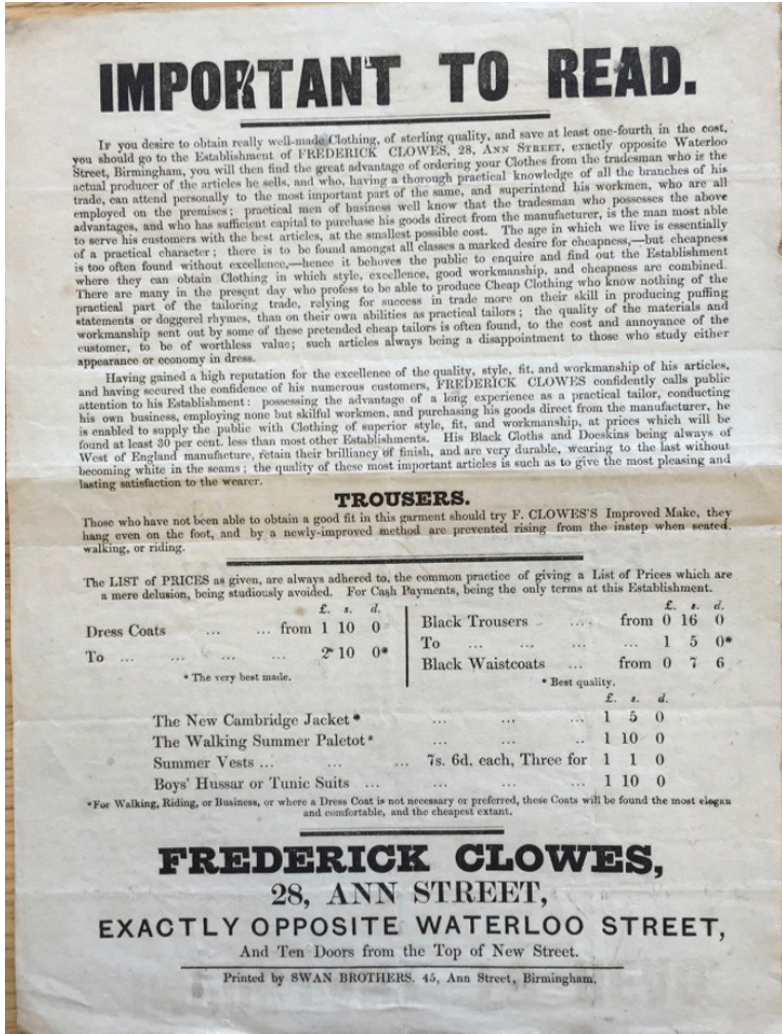 IMPORTANT TO READ.
IF you desire to obtain really well-made Clothing, of sterling quality, and save at least one-fourth in the cost,
you should go to the Establishment of FREDERICK CLOWES, 28, ANN STREET, exactly opposite Waterloo
Street, Birmingham, you will then find the great advantage of ordering your Clothes from the tradesman who is the
actual producer of the articles he sells, and who, having a thorough practical knowledge of all the branches of his
trade, can attend personally to the most important part of the same, and superintend his workmen, who are all
employed on the premises; practical men of business well know that the tradesman who possesses the above
advantages, and who has sufficient capital to purchase his goods direct from the manufacturer, is the man most able
to serve his customers with the best articles, at the smallest possible cost. The age in which we live is essentially
of a practical character; there is to be found amongst all classes a marked desire for cheapness,—but cheapness
is too often found without excellence,—hence it behoves the public to enquire and find out the Establishment
where they can obtain Clothing in which style, excellence, good workmanship, and cheapness are combined.
There are many in the present day who profess to be able to produce Cheap Clothing who know nothing of the
practical part of the tailoring trade, relying for success in trade more on their skill in producing puffing
statements or doggerel rhymes, than on their own abilities as practical tailors; the quality of the materials and
workmanship sent out by some of these pretended cheap tailors is often found, to the cost and annoyance of the
customer, to be of worthless value; such articles always being a disappointment to those who study either
appearance or economy in dress.
Having gained a high reputation for the excellence of the quality, style, fit, and workmanship of his articles,
and having secured the confidence of his numerous customers, FREDERICK CLOWES confidently calls public
attention to his Establishment: possessing the advantage of a long experience as a practical tailor, conducting
his own business, employing none but skilful workmen, and purchasing his goods direct from the manufacturer, he
is enabled to supply the public with Clothing of superior style, fit, and workmanship, at prices which will be
found at least 30 per cent. less than most other Establishments. His Black Cloths and Doeskins being always of
West of England manufacture, retain their brilliancy of finish, and are very durable, wearing to the last without
becoming white in the seams; the quality of these most important articles is such as to give the most pleasing and
lasting satisfaction to the wearer.
TROUSERS.
Those who have not been able to obtain a good fit in this garment should try F. CLOWES'S Improved Make, they
hang even on the foot, and by a newly-improved method are prevented rising from the instep when seated,
walking, or riding.
The LIST of PRICES as given, are always adhered to, the common practice of giving a List of Prices which are
a mere delusion, being studiously avoided. For Cash Payments, being the only terms at this Establishment.
£. s. d.
Dress Coats ... ... from 1 10 0
To ... ... ... ... 2 10 0*
* The very best made.
£. s. d.
Black Trousers .... from 0 16 0
To ... ... ... ... 1 5 0*
Black Waistcoats ... from 0 7 6
* Best quality.
£. s. d.
The New Cambridge Jacket* ... ... ... 1 5 0
The Walking Summer Paletot* ... ... .. 1 10 0
Summer Vests ... ... ... 7s. 6d. each, Three for 1 1 0
Boys' Hussar or Tunic Suits ... ... ... ... 1 10 0
*For Walking, Riding, or Business, or where a Dress Coat is not necessary or preferred, these Coats will be found the most elegan
and comfortable, and the cheapest extant.
FREDERICK CLOWES,
28, ANN STREET,
EXACTLY OPPOSITE WATERLOO STREET,
And Ten Doors from the Top of New Street.
Printed by SWAN BROTHERS. 45, Ann Street, Birmingham.